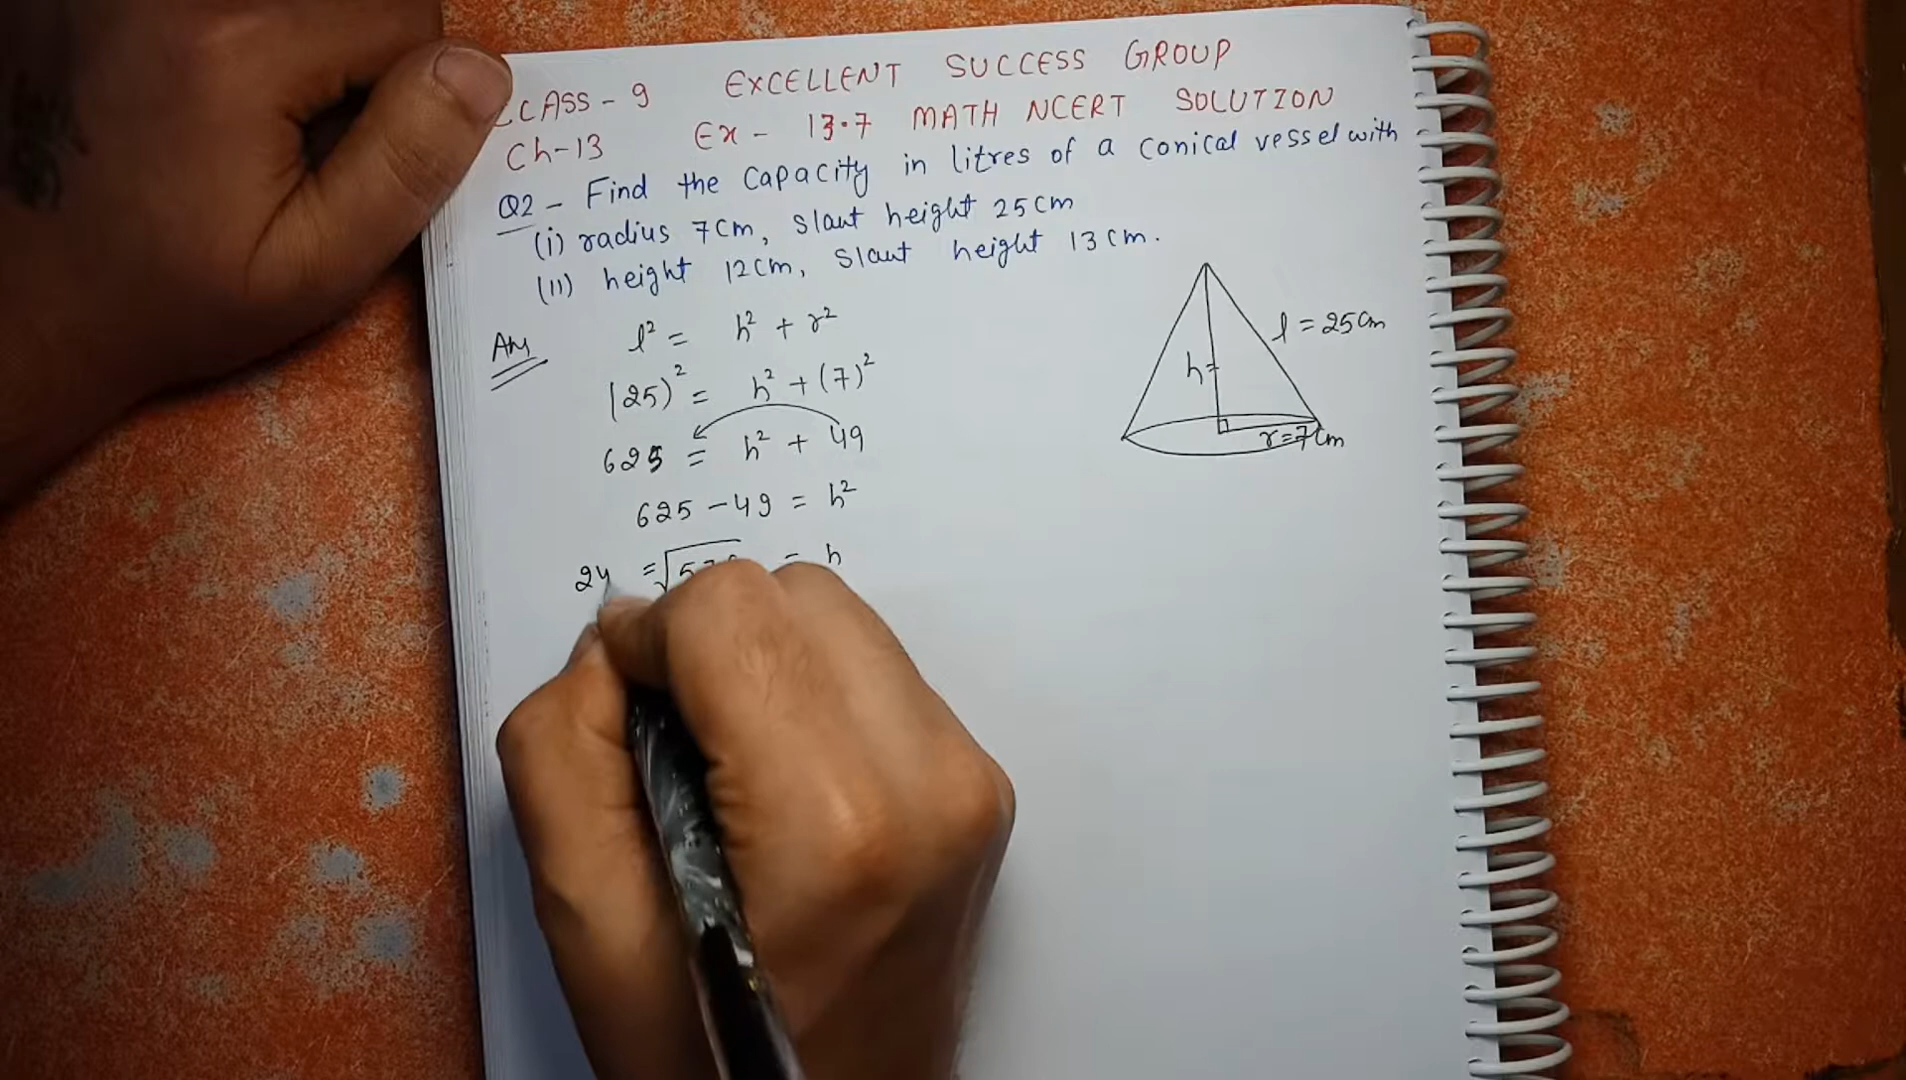 CLASS - 9 EXCELLENT SUCCESS GROUP
Ch-13 Ex - 13.7 MATH NCERT SOLUTION
Q2 - Find the capacity in litres of a conical vessel with
(i) radius 7cm, slant height 25cm
(II) height 12cm, slant height 13cm.
Ans
l² = h² + r²
(25)² = h² + (7)²
625 = h² + 49
625 - 49 = h²
24 = √ = h
l = 25cm
h
r=7cm